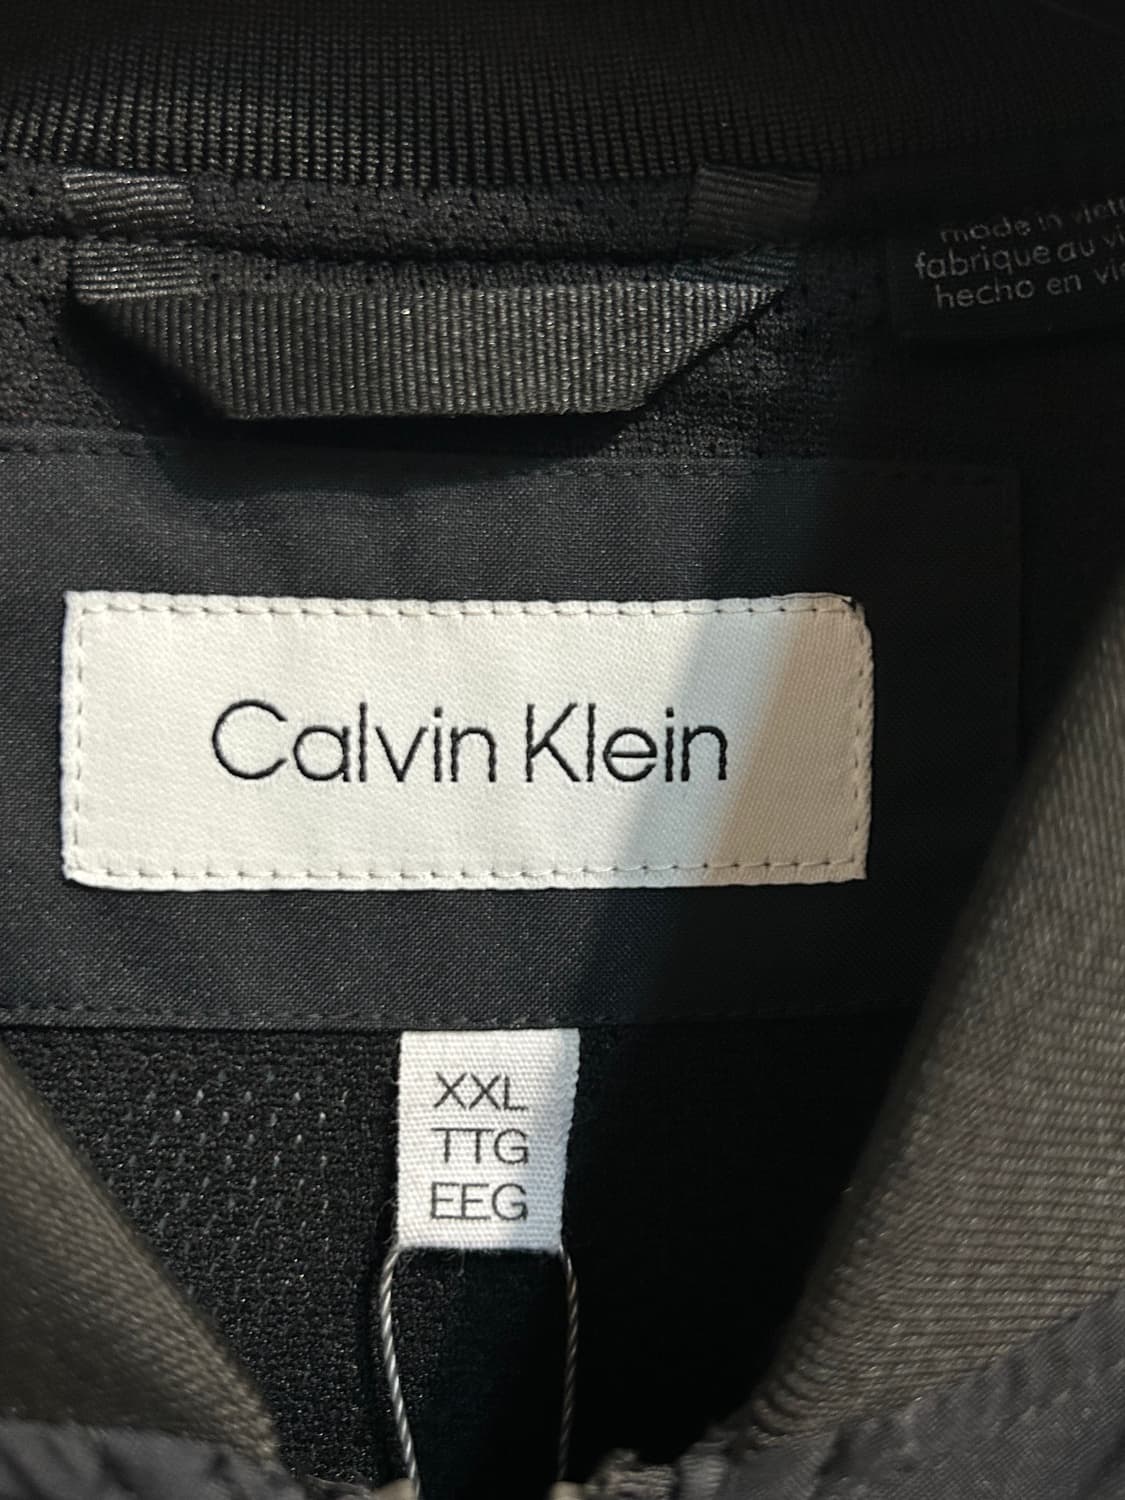 made in
fabrique au
hecho en
Calvin Klein
XXL
TTG
EEG